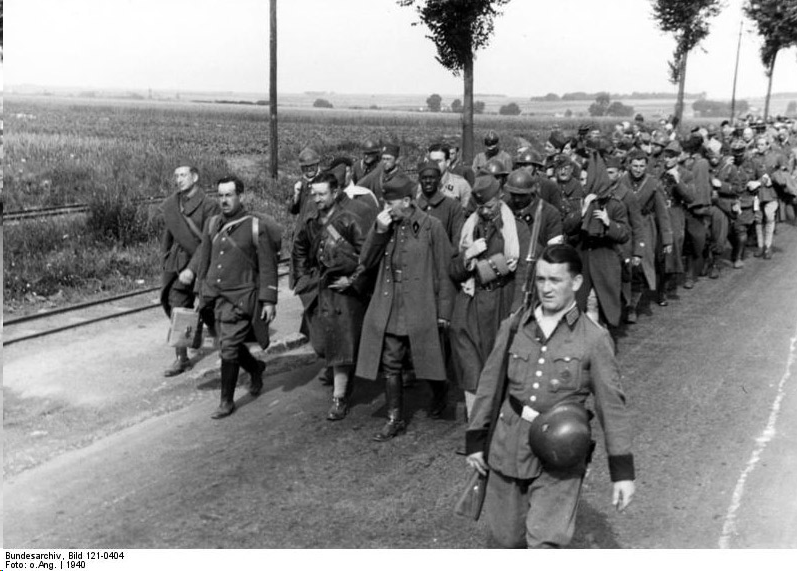 Bundesarchiv, Bild 121-0404
Foto: o.Ang. | 1940